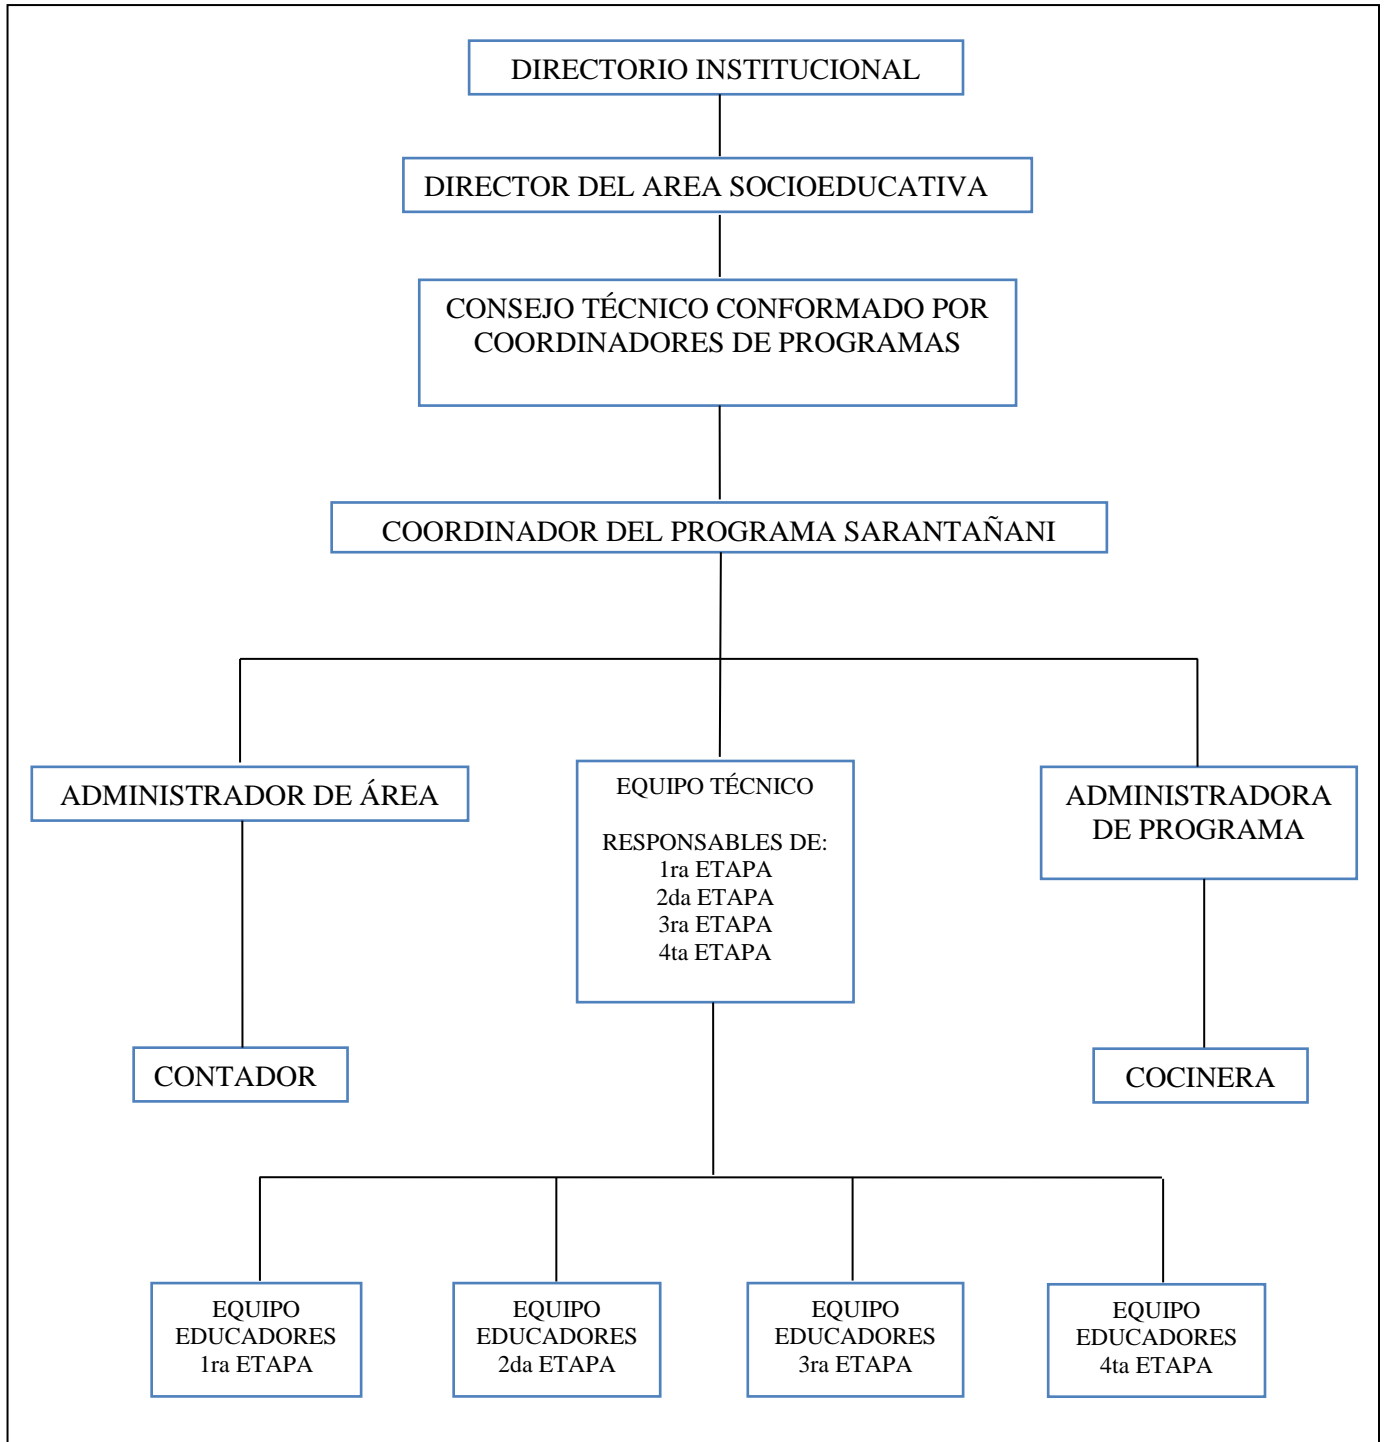 DIRECTORIO INSTITUCIONAL
DIRECTOR DEL AREA SOCIOEDUCATIVA
CONSEJO TÉCNICO CONFORMADO POR
COORDINADORES DE PROGRAMAS
COORDINADOR DEL PROGRAMA SARANTAÑANI
ADMINISTRADOR DE ÁREA
EQUIPO TÉCNICO
RESPONSABLES DE:
1ra ETAPA
2da ETAPA
3ra ETAPA
4ta ETAPA
ADMINISTRADORA
DE PROGRAMA
CONTADOR
COCINERA
EQUIPO
EDUCADORES
1ra ETAPA
EQUIPO
EDUCADORES
2da ETAPA
EQUIPO
EDUCADORES
3ra ETAPA
EQUIPO
EDUCADORES
4ta ETAPA